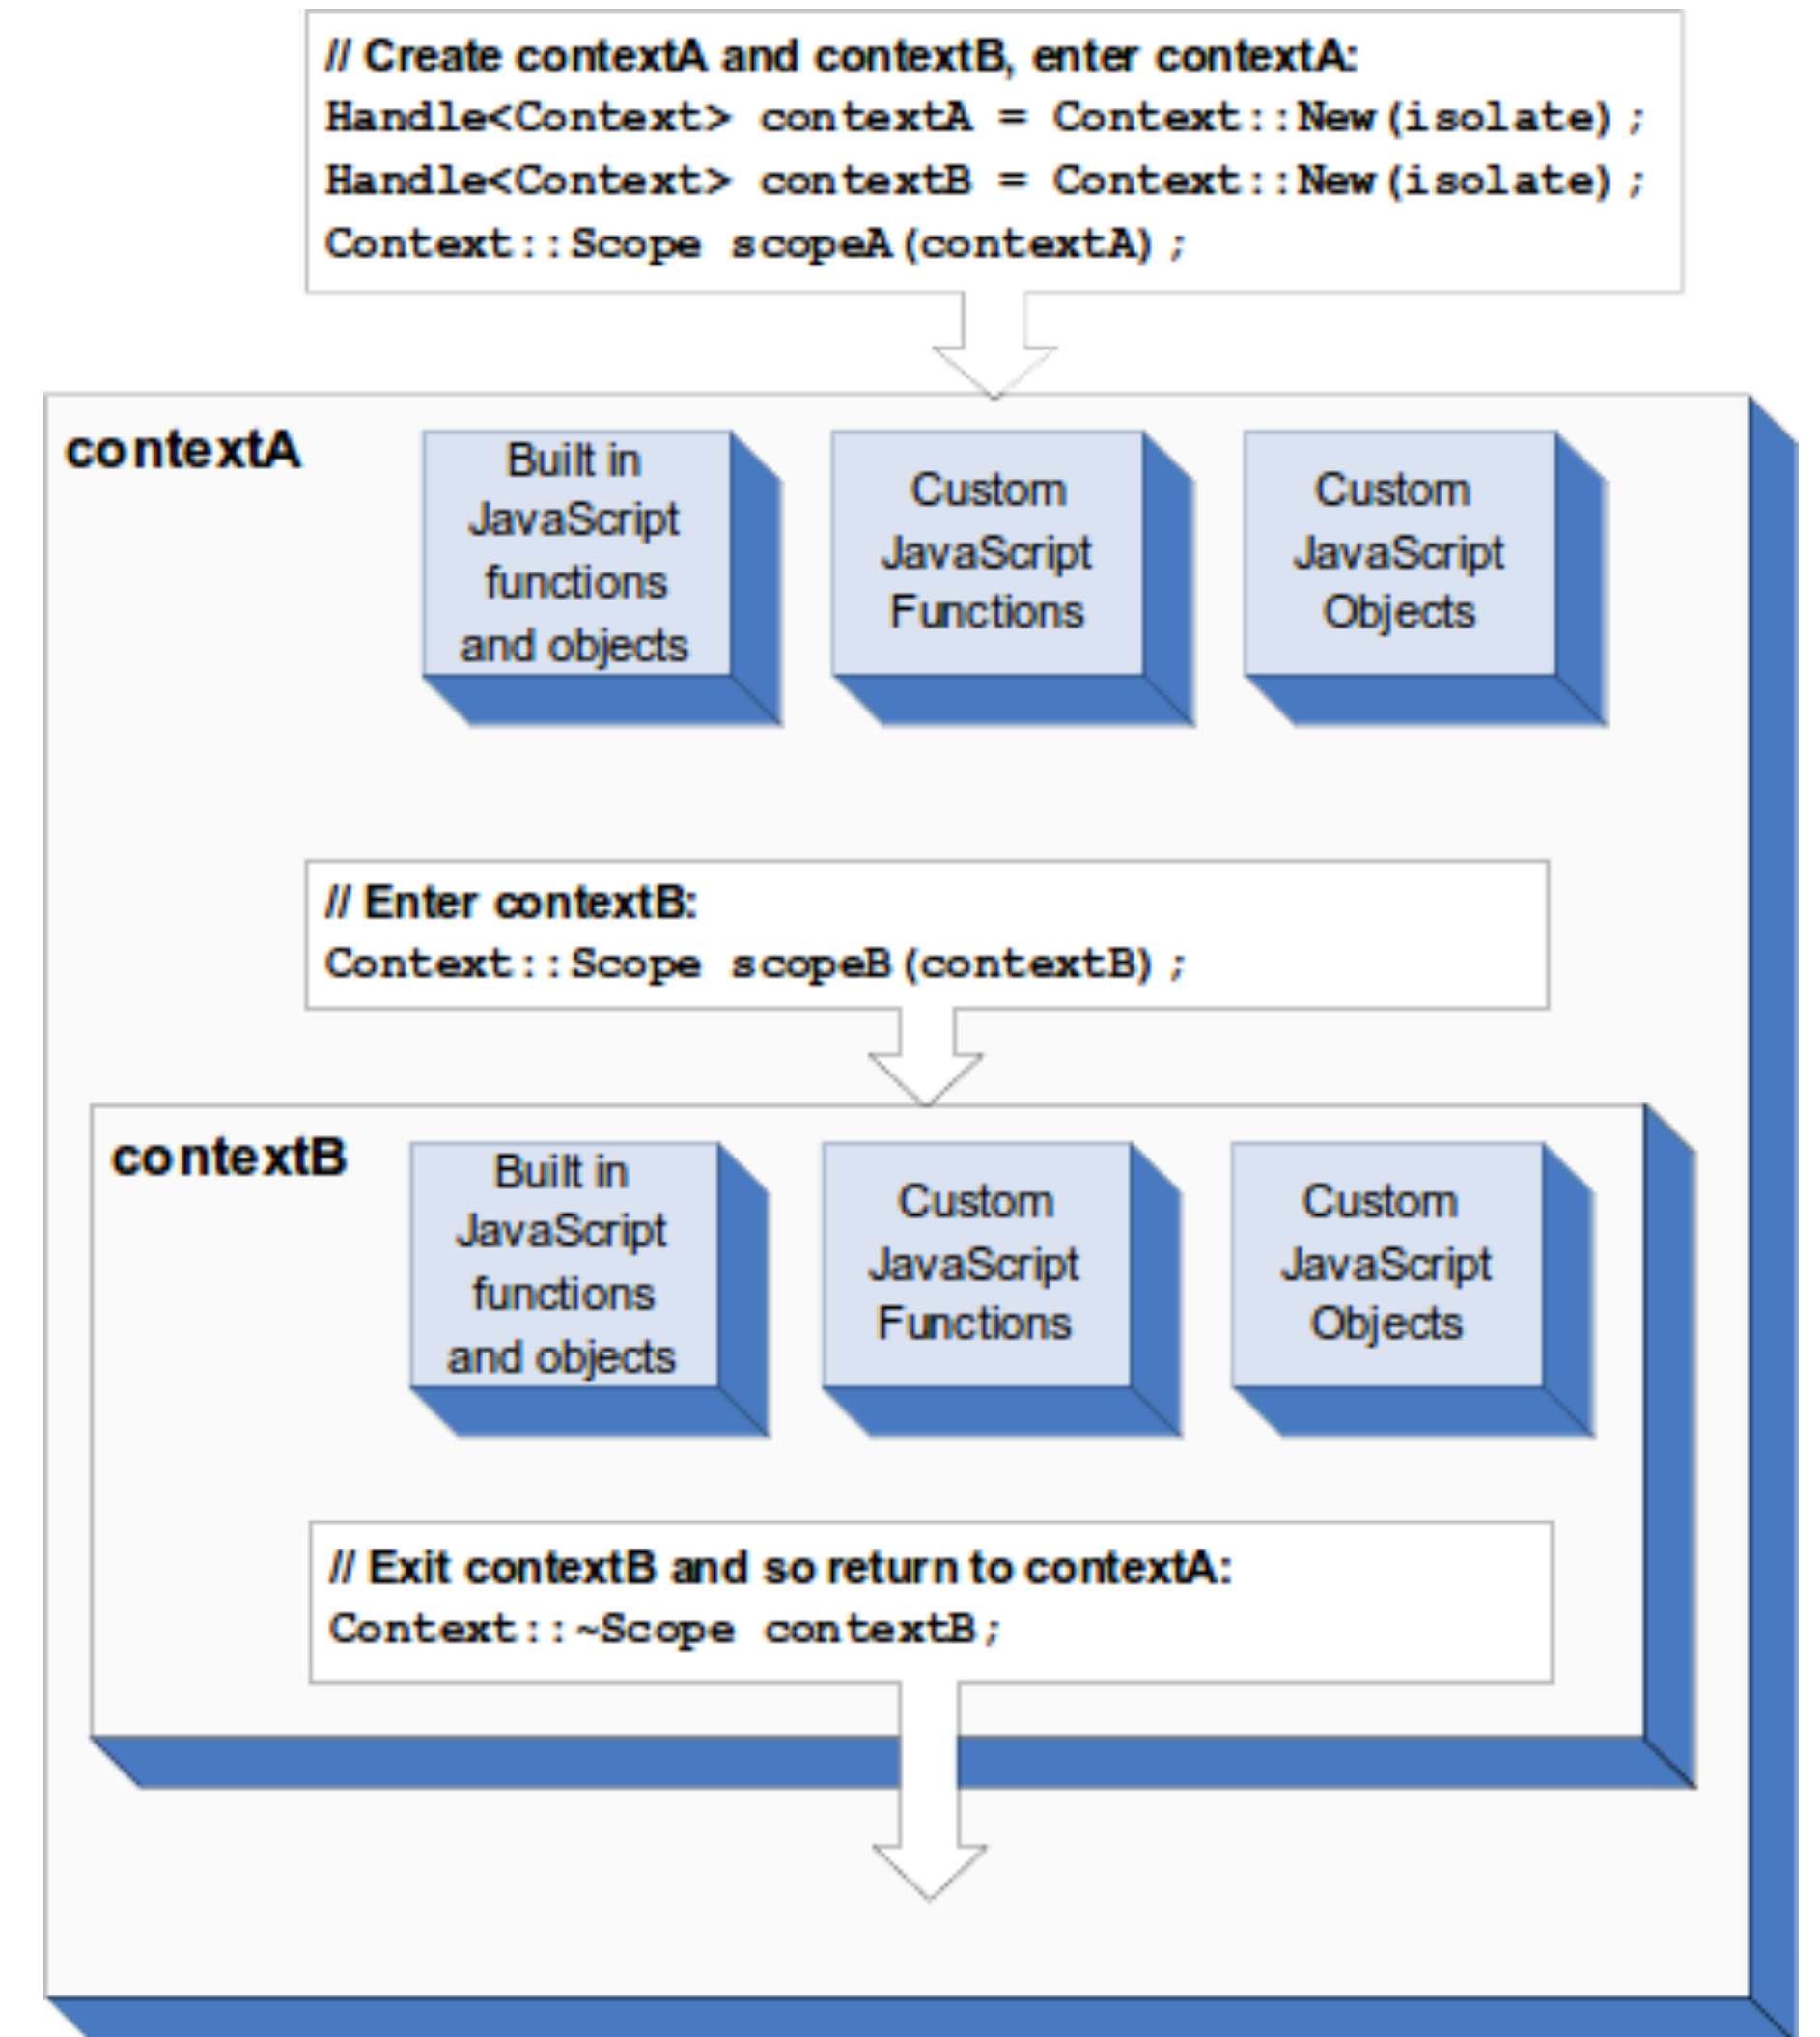 // Create contextA and contextB, enter contextA:
Handle<Context> contextA = Context::New(isolate);
Handle<Context> contextB = Context::New(isolate);
Context::Scope scopeA(contextA);
contextA
Built in
JavaScript
functions
and objects
Custom
JavaScript
Functions
Custom
JavaScript
Objects
// Enter contextB:
Context::Scope scopeB(contextB);
contextB
Built in
JavaScript
functions
and objects
Custom
JavaScript
Functions
Custom
JavaScript
Objects
// Exit contextB and so return to contextA:
Context::~Scope contextB;